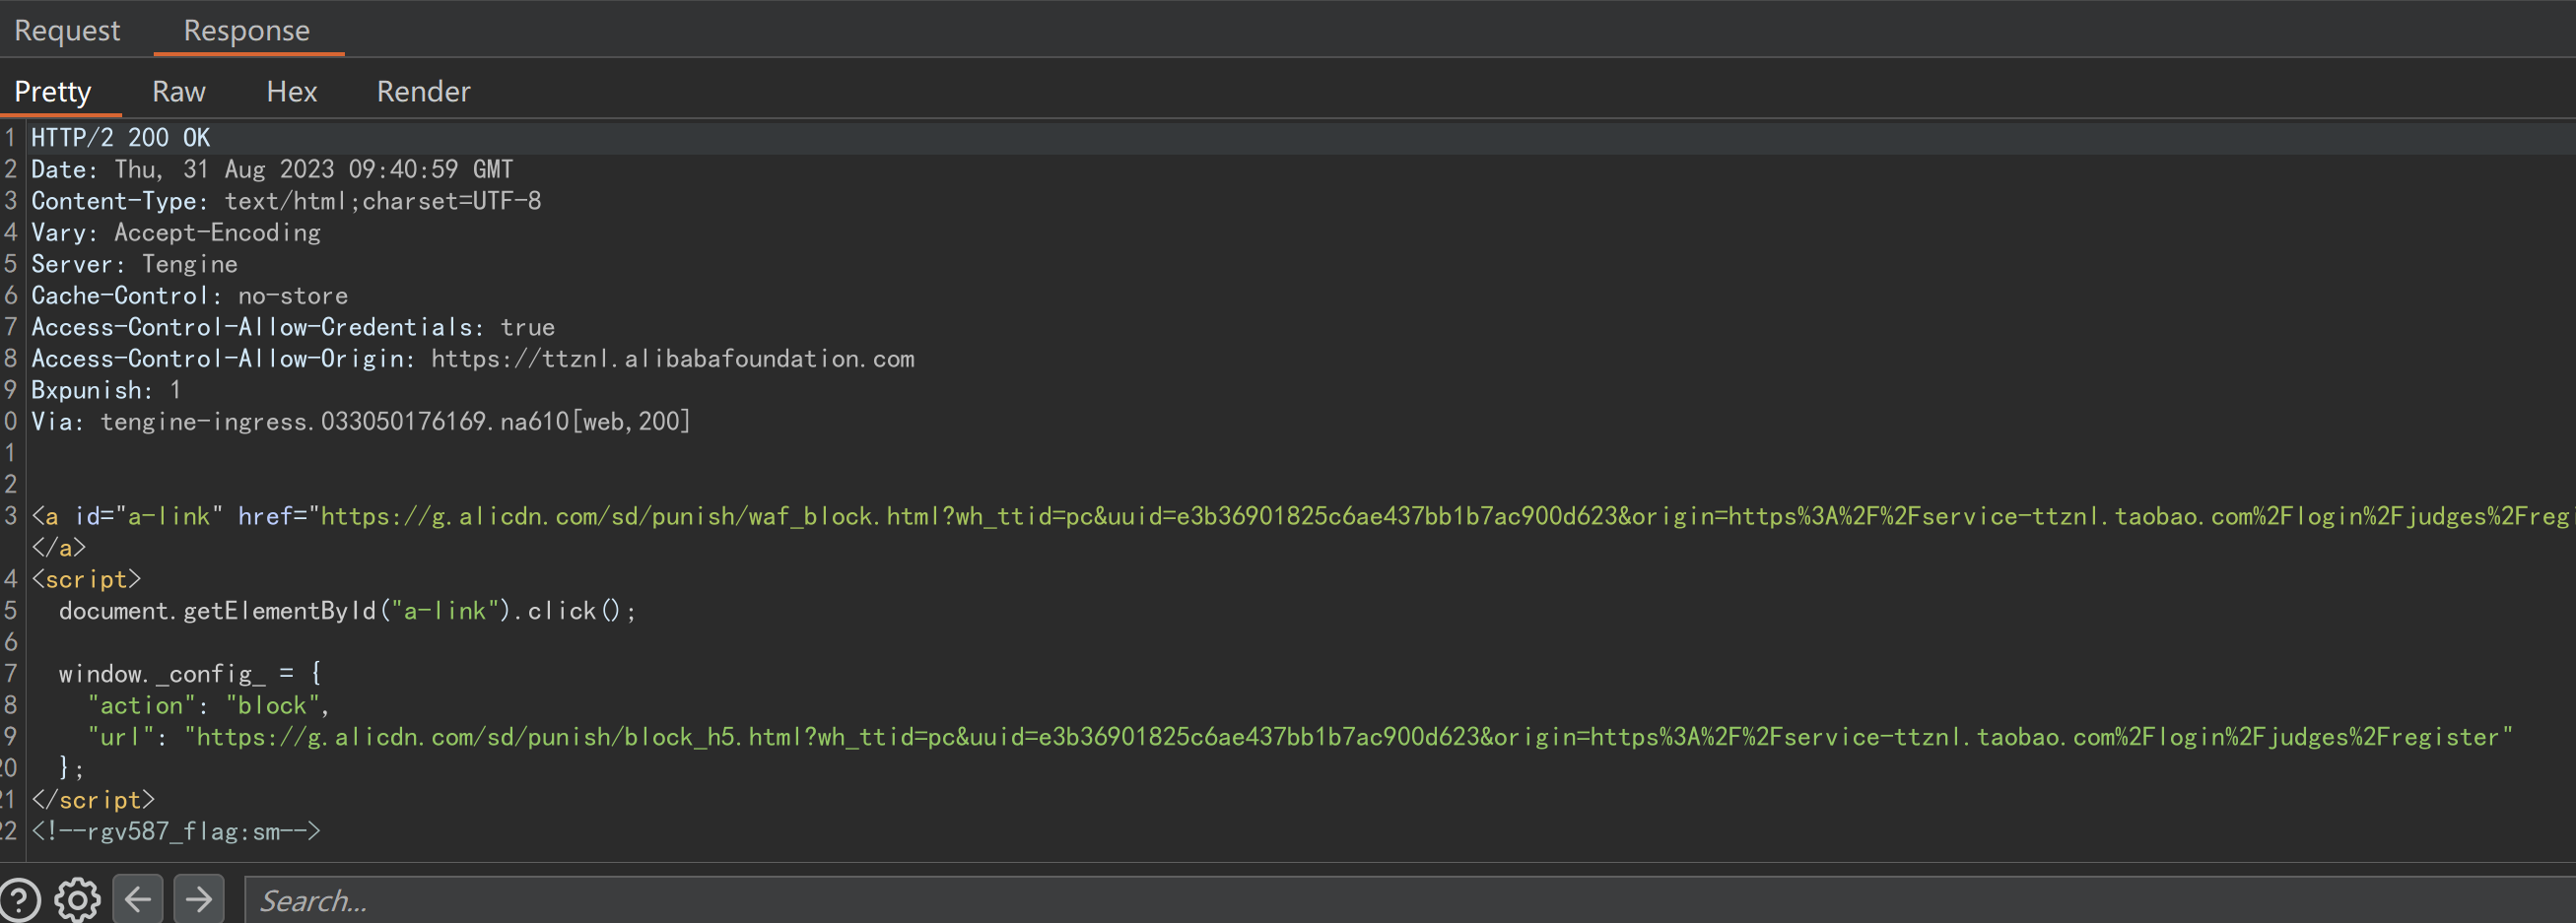 Request Response
Pretty Raw Hex Render
1 HTTP/2 200 OK
2 Date: Thu, 31 Aug 2023 09:40:59 GMT
3 Content-Type: text/html;charset=UTF-8
4 Vary: Accept-Encoding
5 Server: Tengine
6 Cache-Control: no-store
7 Access-Control-Allow-Credentials: true
8 Access-Control-Allow-Origin: https://ttznl.alibabafoundation.com
9 Bxpunish: 1
0 Via: tengine-ingress.033050176169.na610[web,200]
1
2
3 <a id="a-link" href="https://g.alicdn.com/sd/punish/waf_block.html?wh_ttid=pc&uuid=e3b36901825c6ae437bb1b7ac900d623&origin=https%3A%2F%2Fservice-ttznl.taobao.com%2Flogin%2Fjudges%2Fregi
</a>
4 <script>
5 document.getElementById("a-link").click();
6
7 window._config_ = {
8 "action": "block",
9 "url": "https://g.alicdn.com/sd/punish/block_h5.html?wh_ttid=pc&uuid=e3b36901825c6ae437bb1b7ac900d623&origin=https%3A%2F%2Fservice-ttznl.taobao.com%2Flogin%2Fjudges%2Fregister"
20 };
21 </script>
22 <!--rgv587_flag:sm-->
Search...